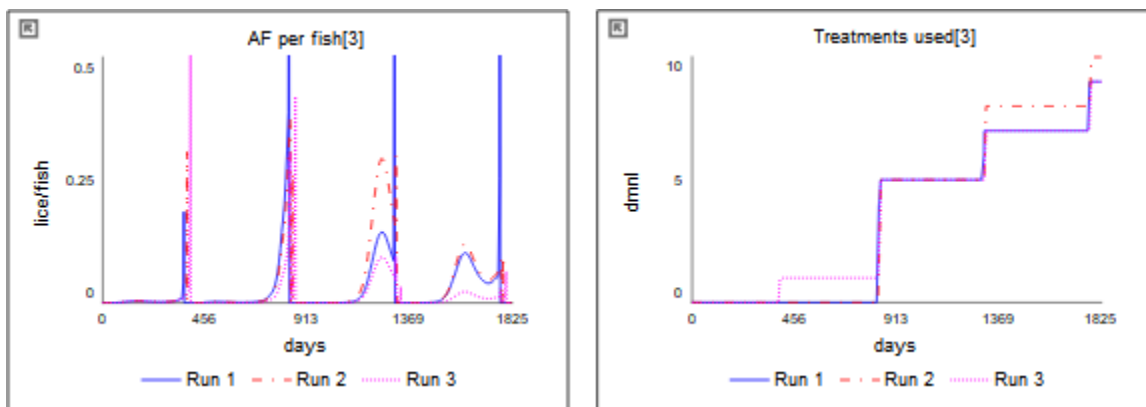 AF per fish[3]
0.5
0.25
0
lice/fish
0 456 913 1369 1825
days
Run 1 Run 2 Run 3
Treatments used[3]
10
5
0
dmnl
0 456 913 1369 1825
days
Run 1 Run 2 Run 3